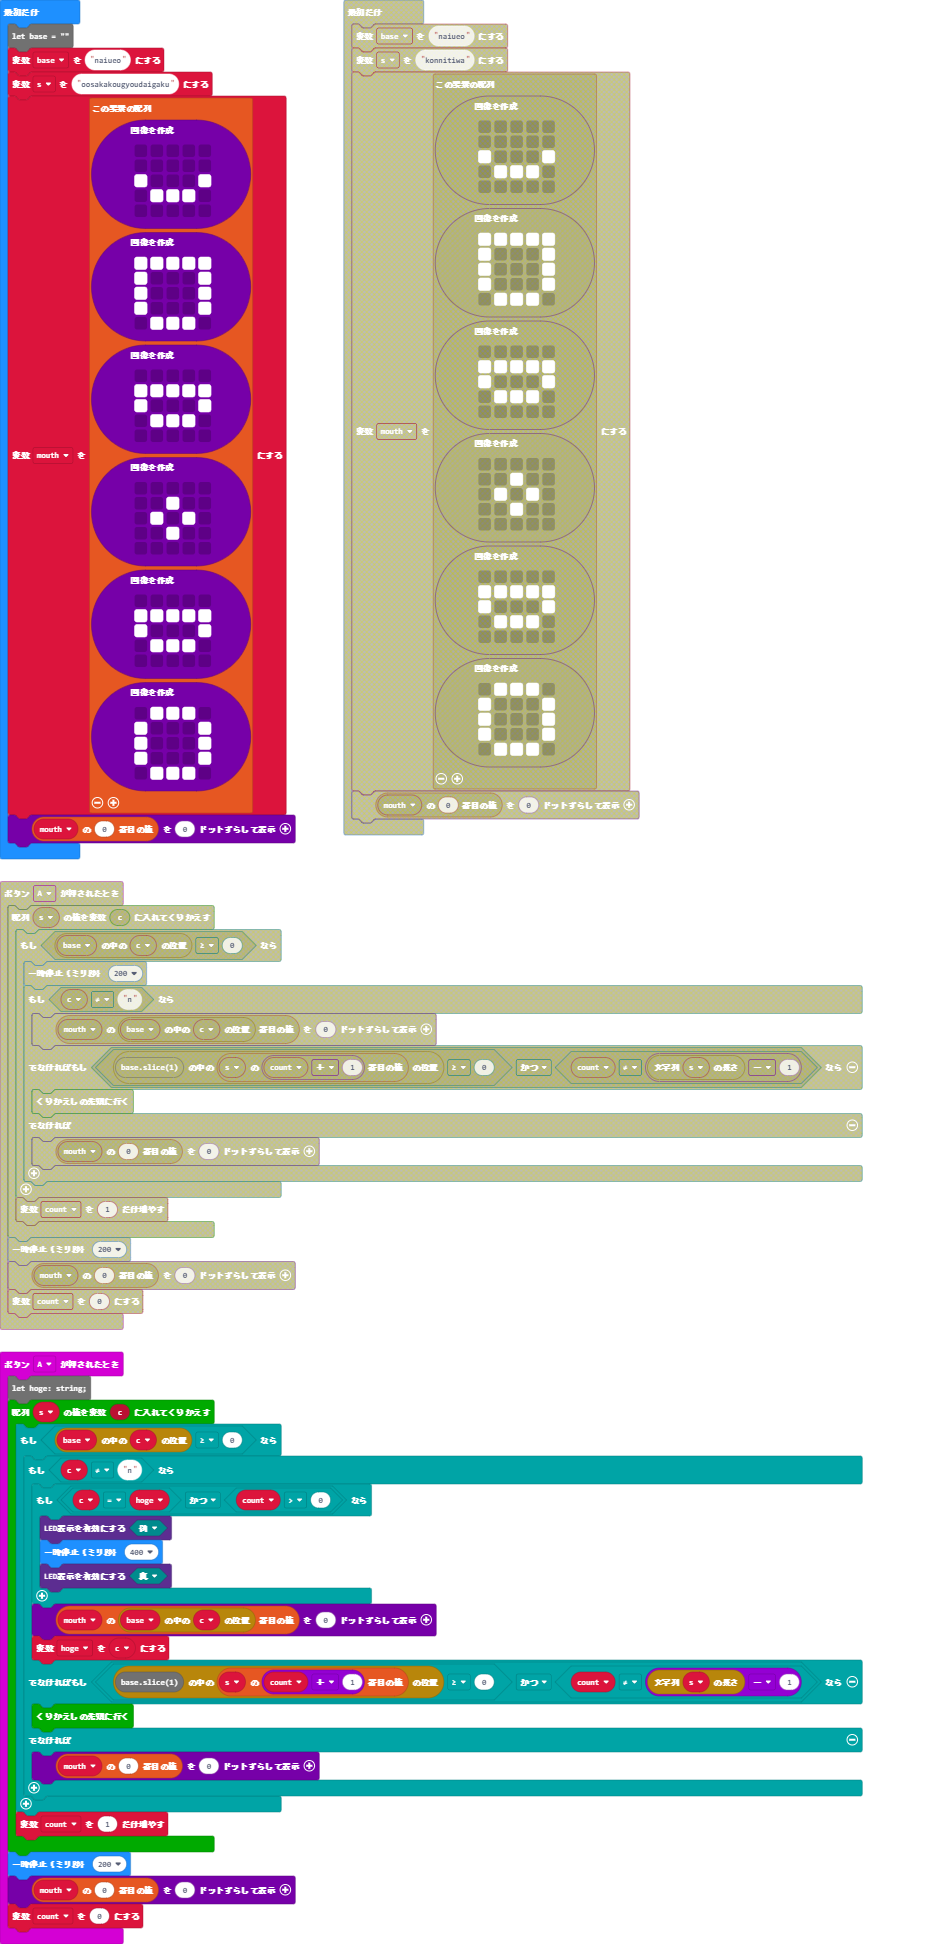 最初だけ
let base = ""
変数 base を "naiueo" にする
変数 s を "oosakakougyoudaigaku" にする
この要素の配列
画像を作成
画像を作成
画像を作成
変数 mouth を にする
画像を作成
画像を作成
画像を作成
mouth の 0 番目の値 を 0 ドットずらして表示
最初だけ
変数 base を "naiueo" にする
変数 s を "konnitiwa" にする
この要素の配列
画像を作成
画像を作成
画像を作成
変数 mouth を にする
画像を作成
画像を作成
画像を作成
mouth の 0 番目の値 を 0 ドットずらして表示
ボタン A が押されたとき
配列 s の値を変数 c に入れてくりかえす
もし base の中の c の位置 ≥ 0 なら
一時停止（ミリ秒） 200
もし c ≠ "n" なら
mouth の base の中の c の位置 番目の値 を 0 ドットずらして表示
でなければもし base.slice(1) の中の s の count + 1 番目の値 の位置 ≥ 0 かつ count ≠ 文字列 s の長さ - 1 なら
くりかえしの先頭に行く
でなければ
mouth の 0 番目の値 を 0 ドットずらして表示
変数 count を 1 だけ増やす
一時停止（ミリ秒） 200
mouth の 0 番目の値 を 0 ドットずらして表示
変数 count を 0 にする
ボタン A が押されたとき
let hoge: string;
配列 s の値を変数 c に入れてくりかえす
もし base の中の c の位置 ≥ 0 なら
もし c ≠ "n" なら
もし c = hoge かつ count > 0 なら
LED表示を有効にする 偽
一時停止（ミリ秒） 400
LED表示を有効にする 真
mouth の base の中の c の位置 番目の値 を 0 ドットずらして表示
変数 hoge を c にする
でなければもし base.slice(1) の中の s の count + 1 番目の値 の位置 ≥ 0 かつ count ≠ 文字列 s の長さ - 1 なら
くりかえしの先頭に行く
でなければ
mouth の 0 番目の値 を 0 ドットずらして表示
変数 count を 1 だけ増やす
一時停止（ミリ秒） 200
mouth の 0 番目の値 を 0 ドットずらして表示
変数 count を 0 にする